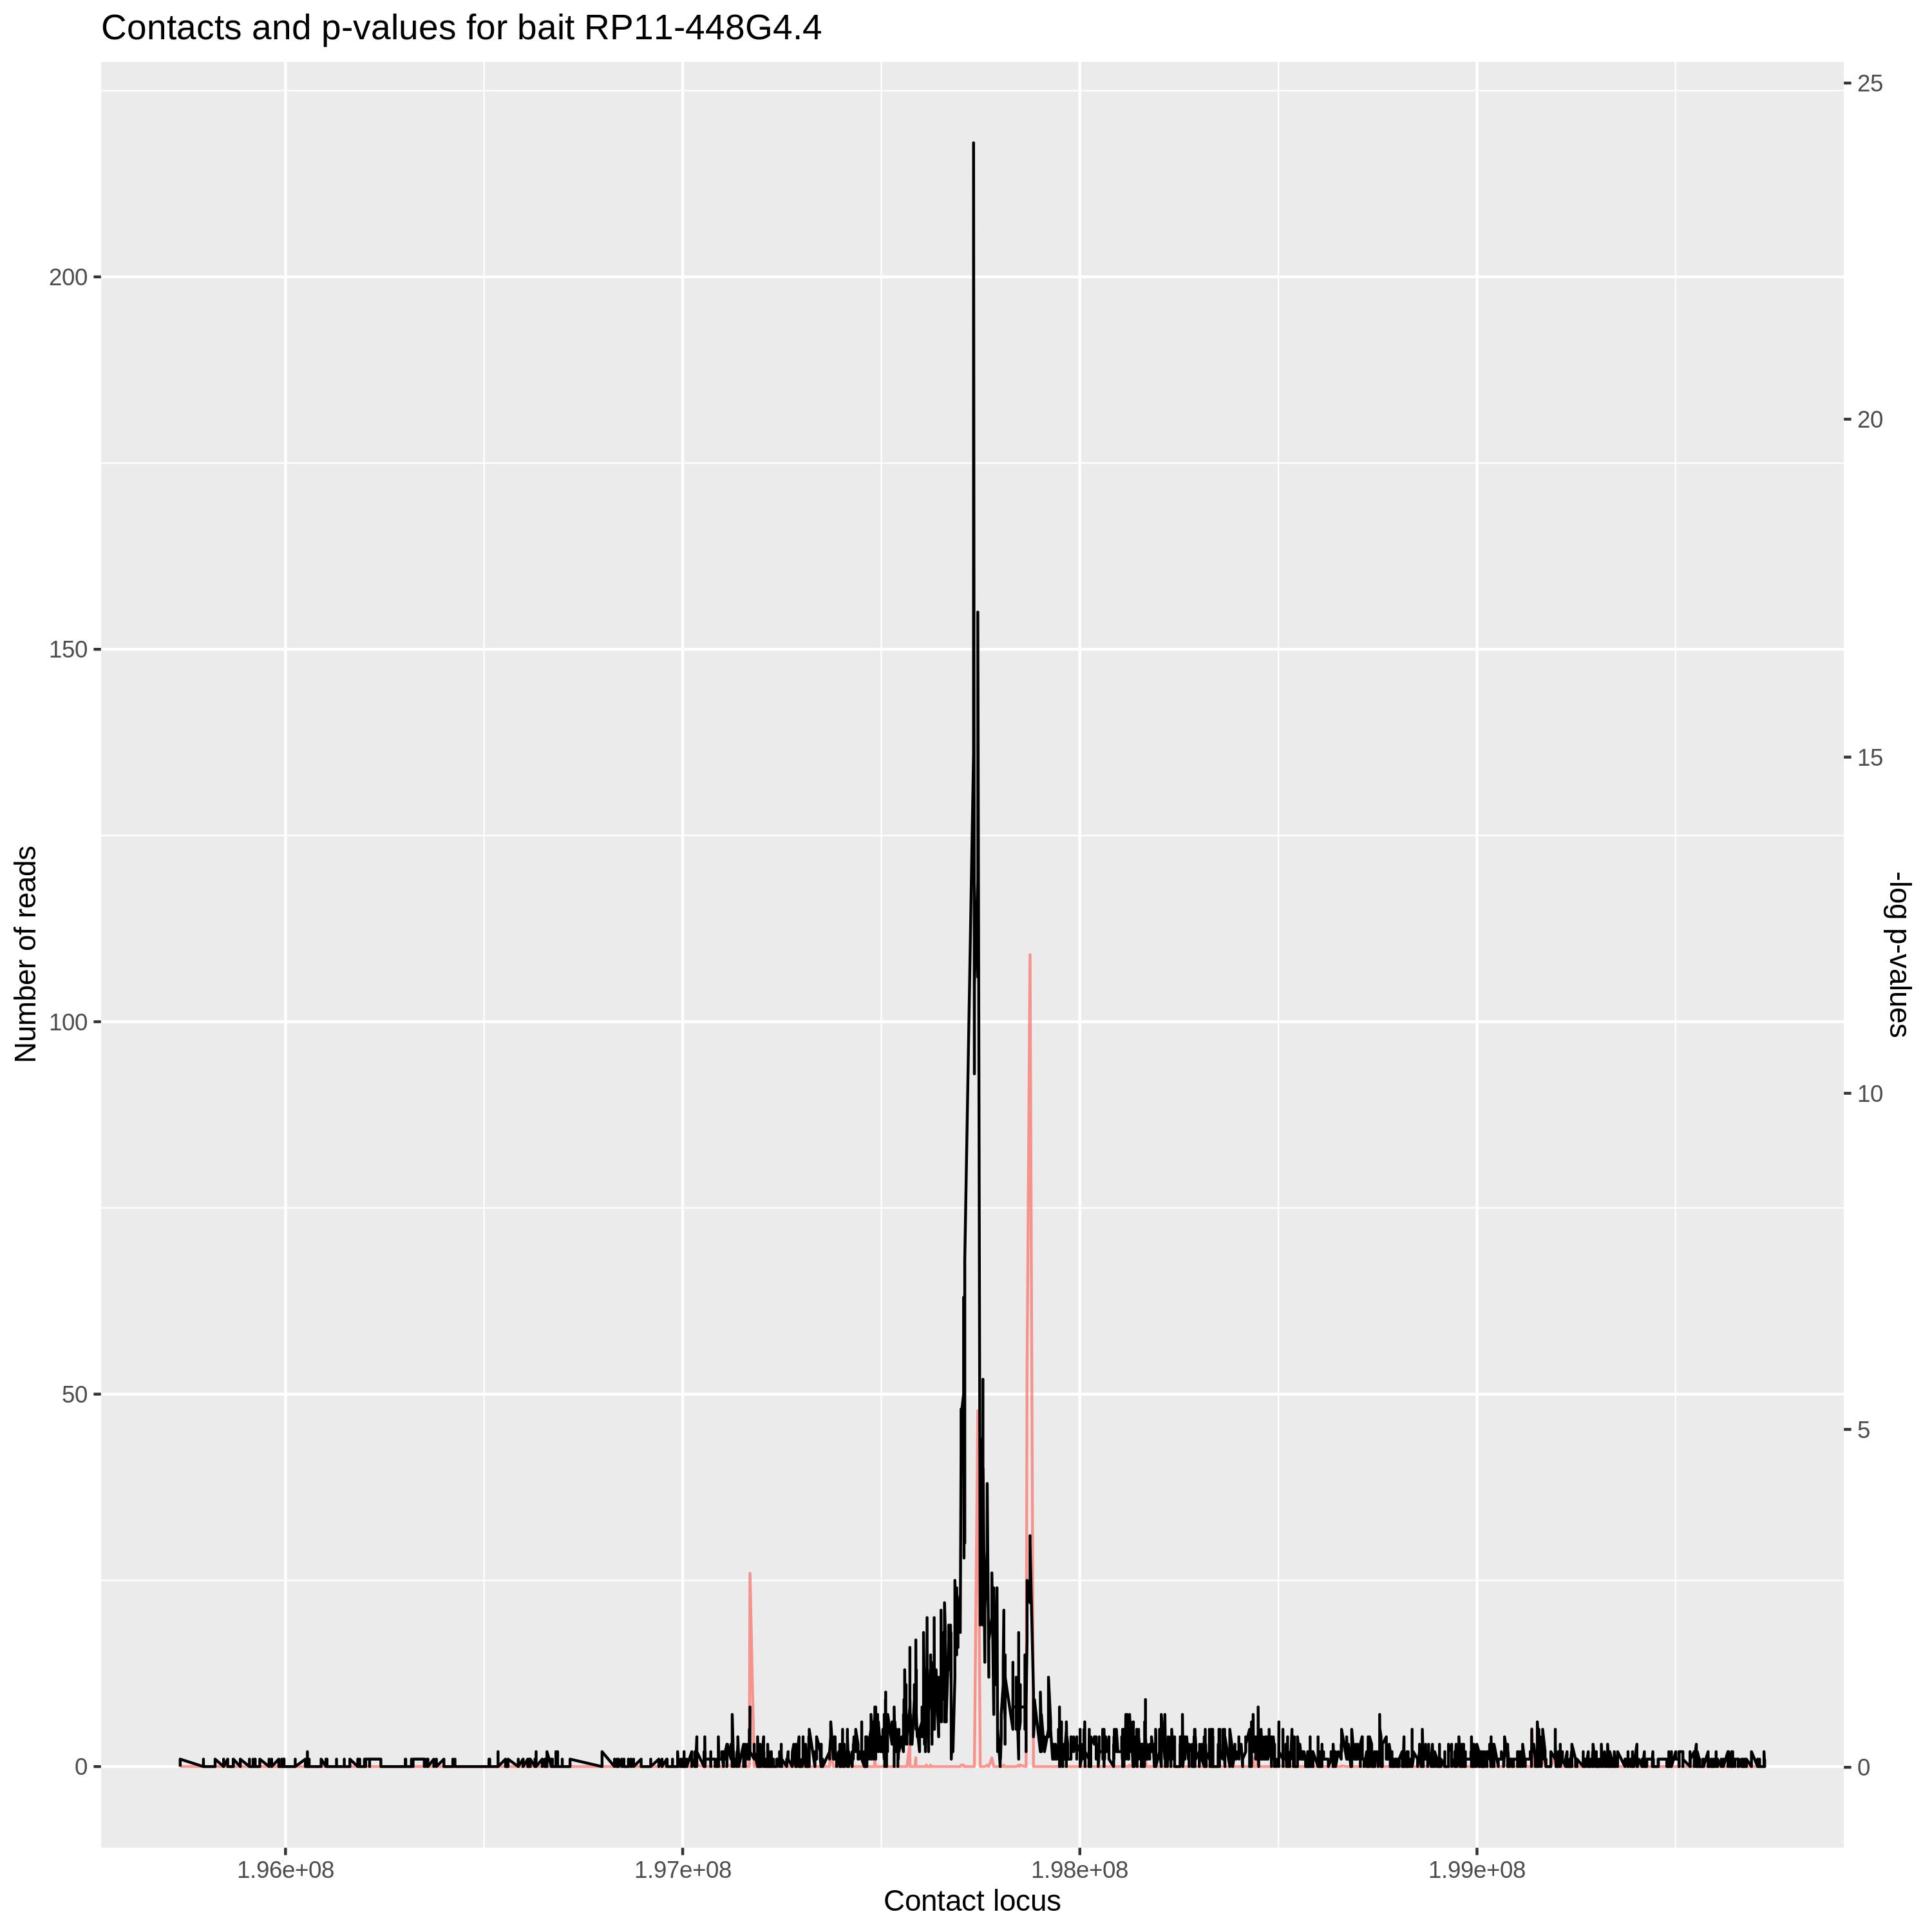 Contacts and p-values for bait RP11-448G4.4
Number of reads
200
150
100
50
0
25
20
15
10
5
0
-log p-values
1.96e+08
1.97e+08
1.98e+08
1.99e+08
Contact locus